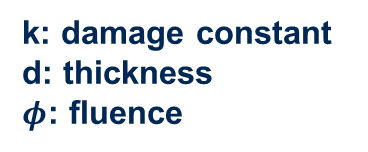 k: damage constant
d: thickness
ϕ: fluence